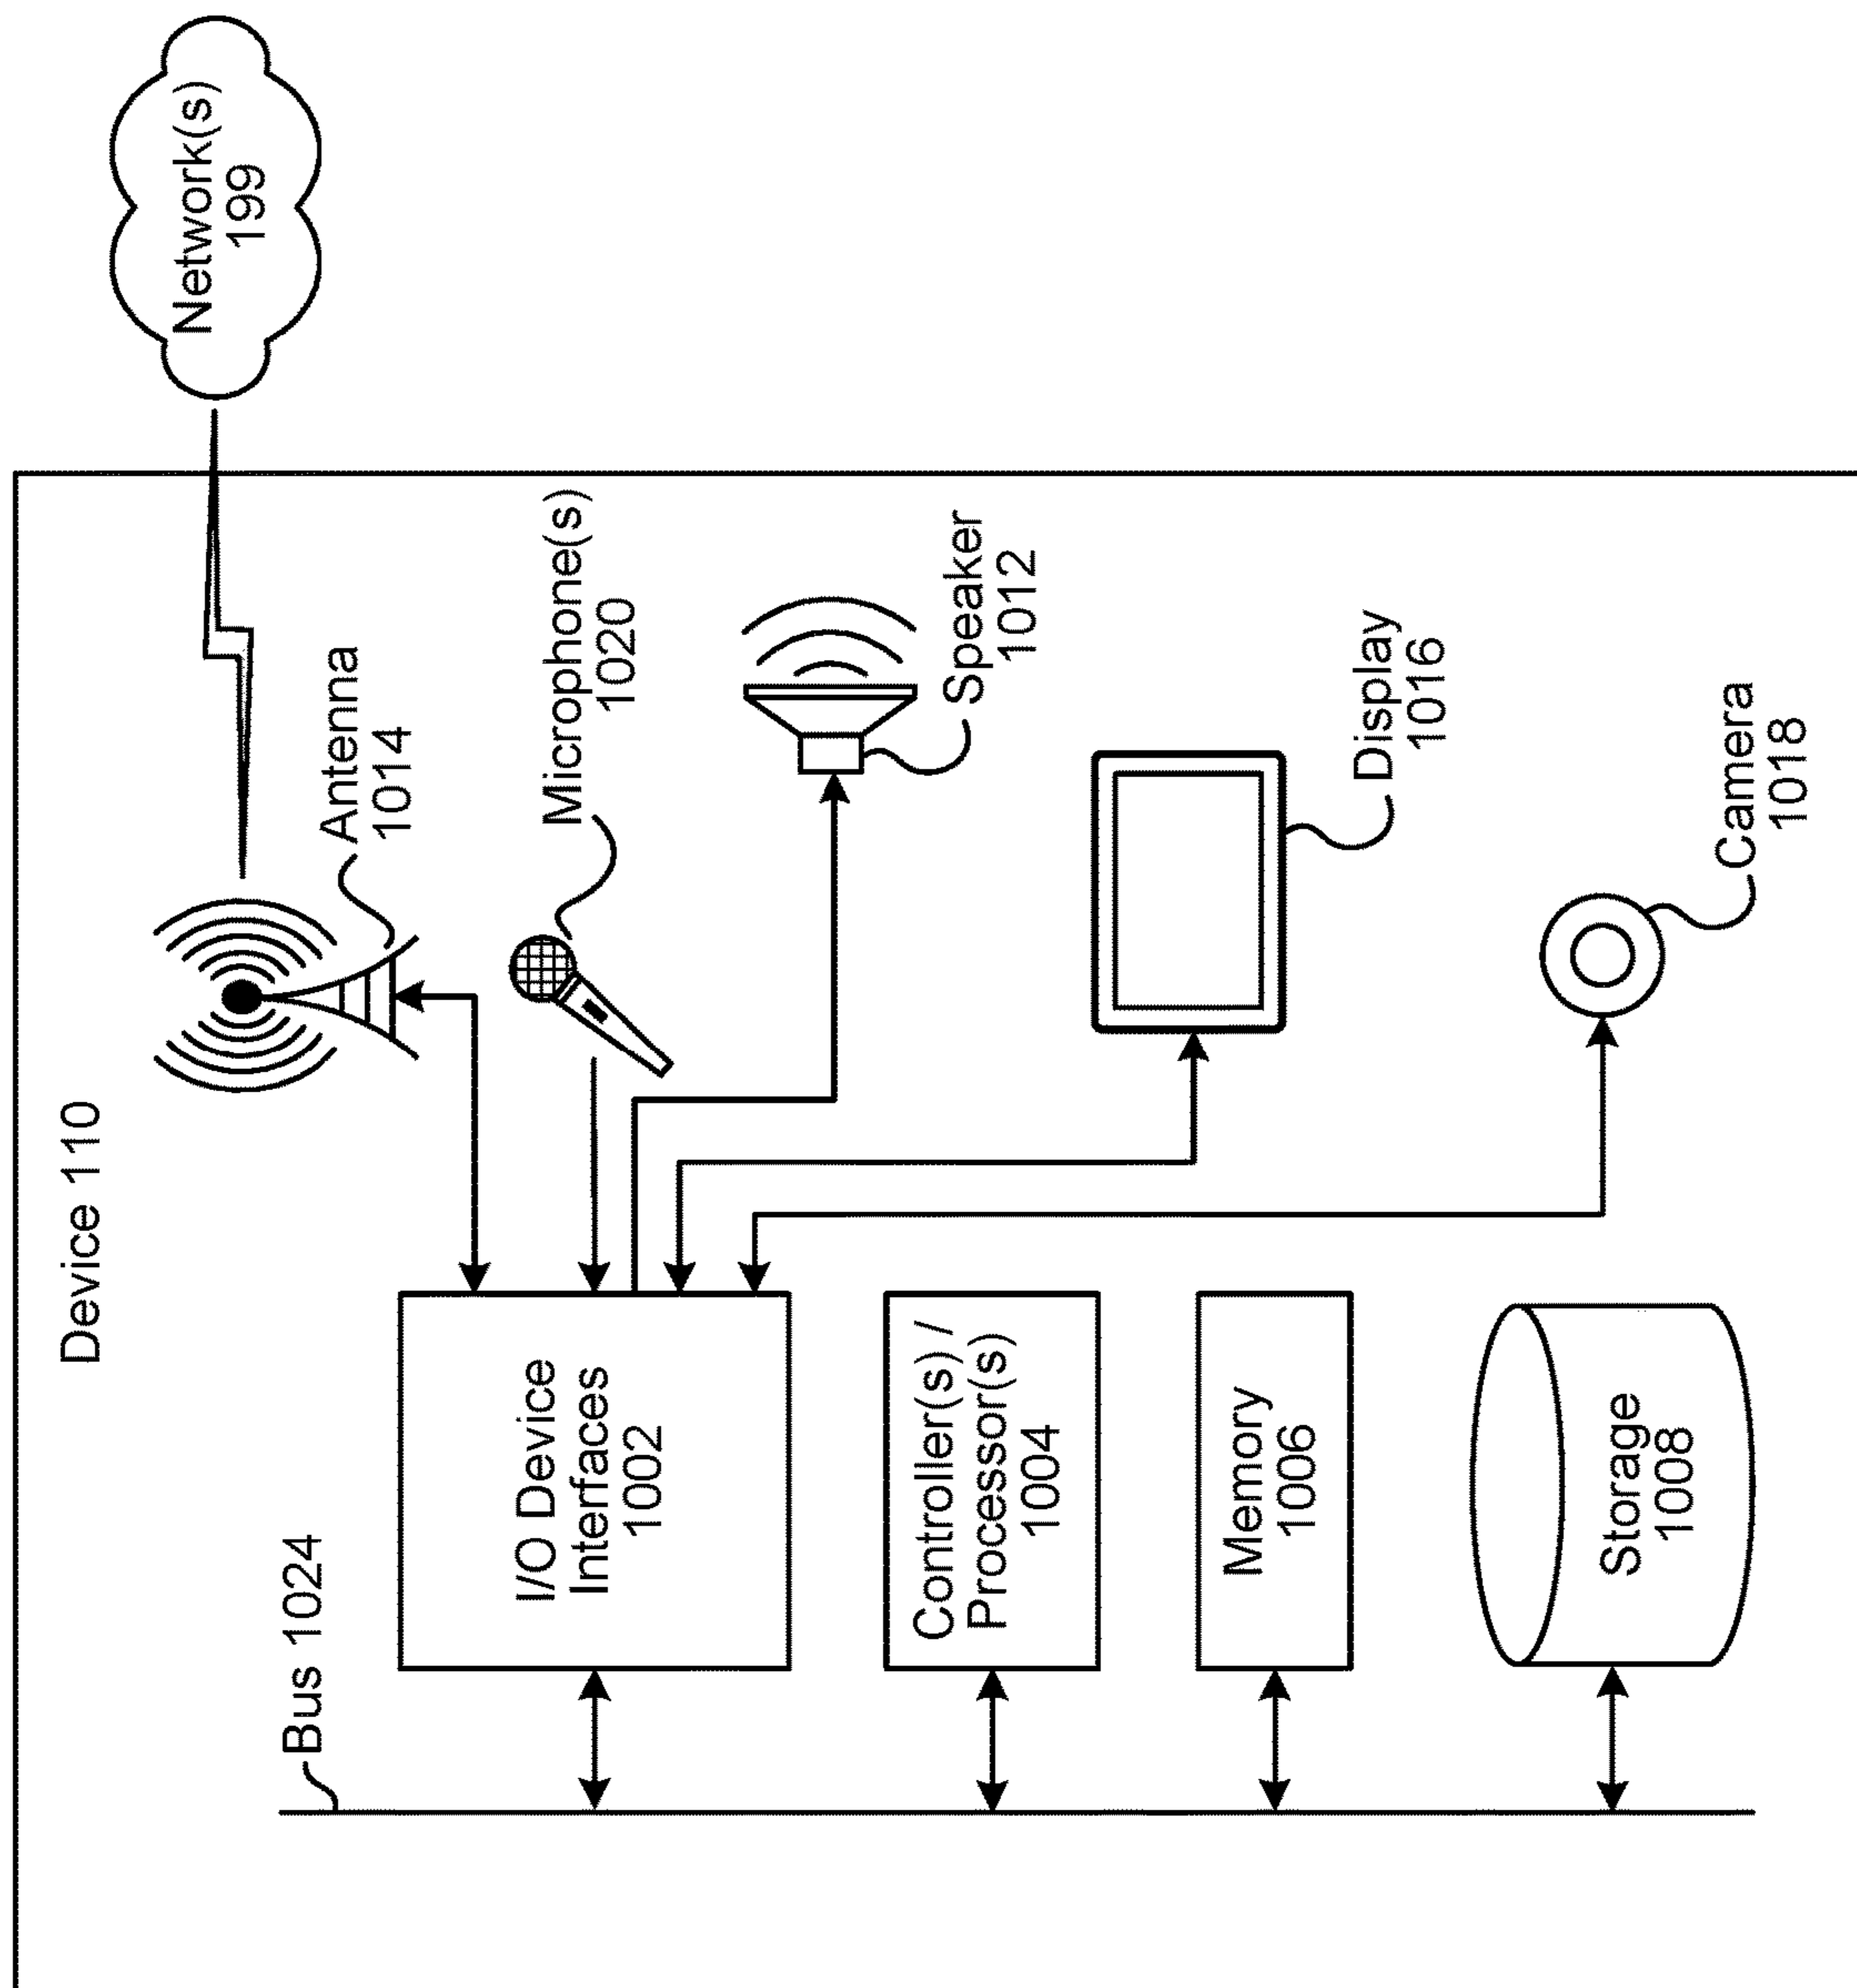 Device 110
Network(s)
199
Bus 1024
Antenna
1014
I/O Device
Interfaces
1002
Microphone(s)
1020
Controller(s) /
Processor(s)
1004
Speaker
1012
Memory
1006
Display
1016
Storage
1008
Camera
1018